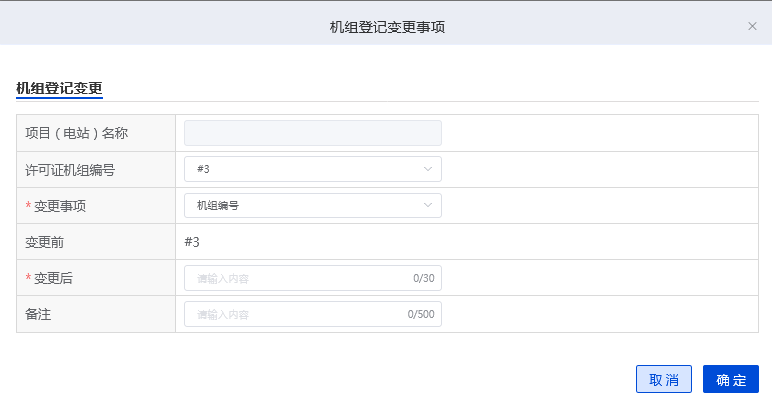 机组登记变更事项
机组登记变更
项目（电站）名称
许可证机组编号 #3
* 变更事项 机组编号
变更前 #3
* 变更后 请输入内容 0/30
备注 请输入内容 0/500
取消 确定